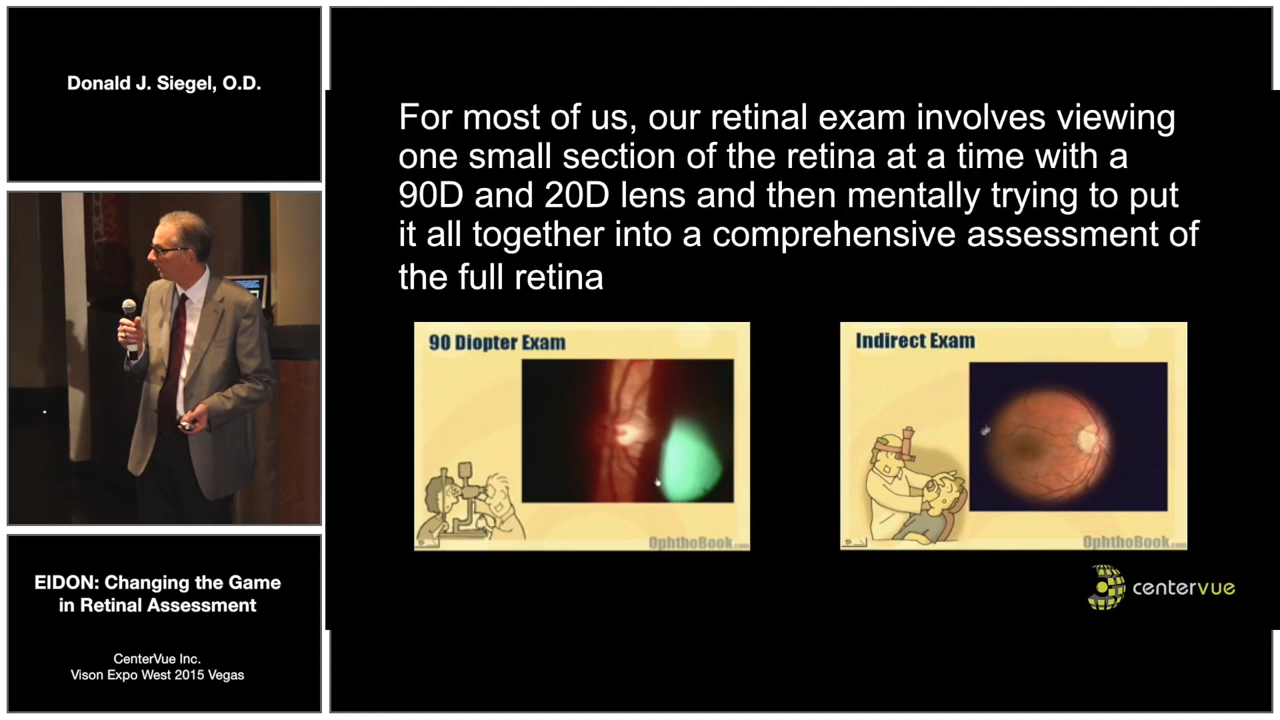 Donald J. Siegel, O.D.
For most of us, our retinal exam involves viewing
one small section of the retina at a time with a
90D and 20D lens and then mentally trying to put
it all together into a comprehensive assessment of
the full retina
90 Diopter Exam
OphthoBook.com
Indirect Exam
OphthoBook.com
centervue
EIDON: Changing the Game
in Retinal Assessment
CenterVue Inc.
Vison Expo West 2015 Vegas